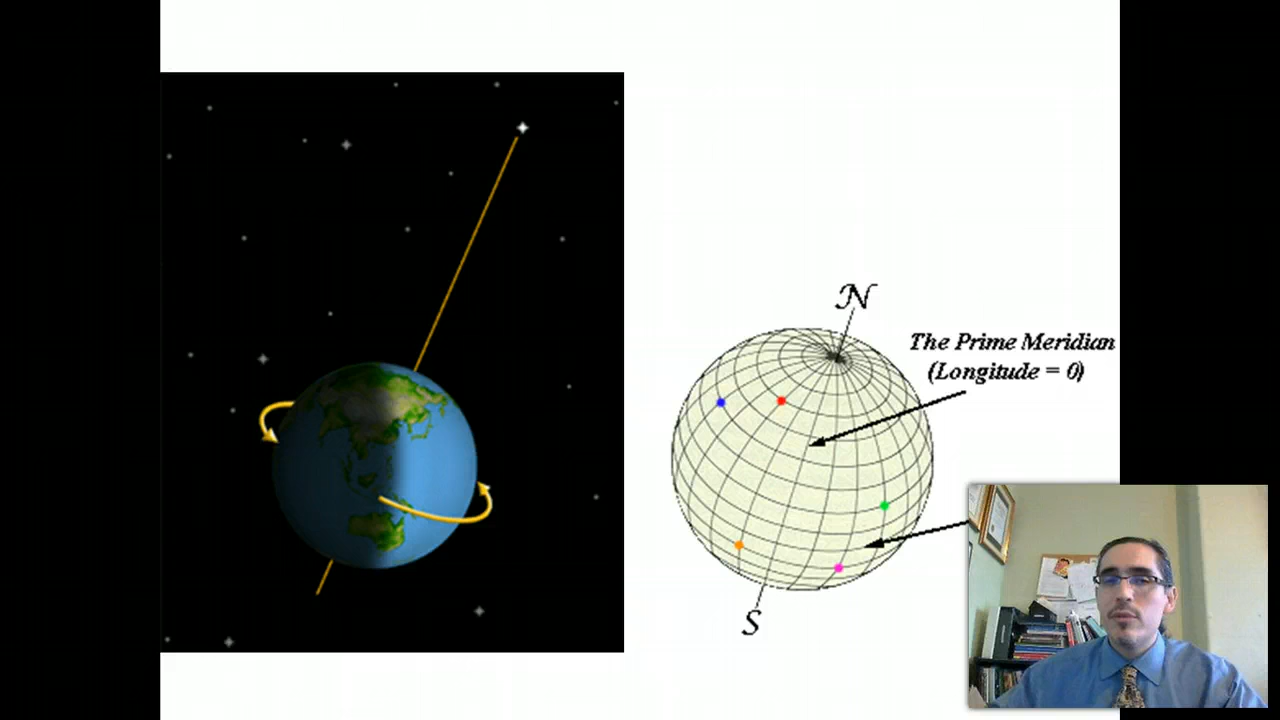 N
The Prime Meridian
(Longitude = 0)
S